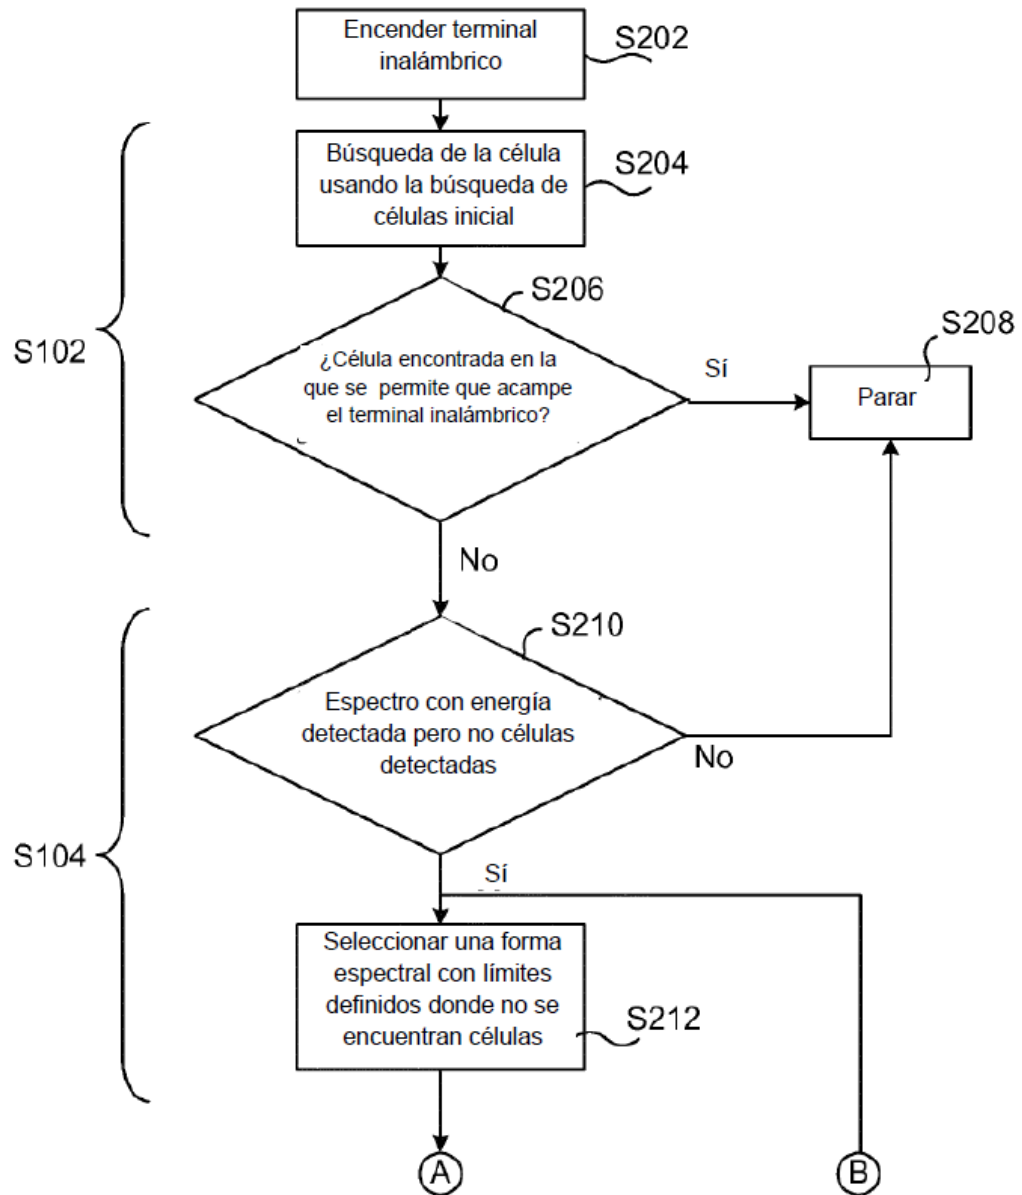 Encender terminal
inalámbrico
S202
Búsqueda de la célula
usando la búsqueda de
células inicial
S204
S206
S102
¿Célula encontrada en la
que se permite que acampe
el terminal inalámbrico?
Sí
S208
Parar
No
S210
Espectro con energía
detectada pero no células
detectadas
No
S104
Sí
Seleccionar una forma
espectral con límites
definidos donde no se
encuentran células
S212
A
B